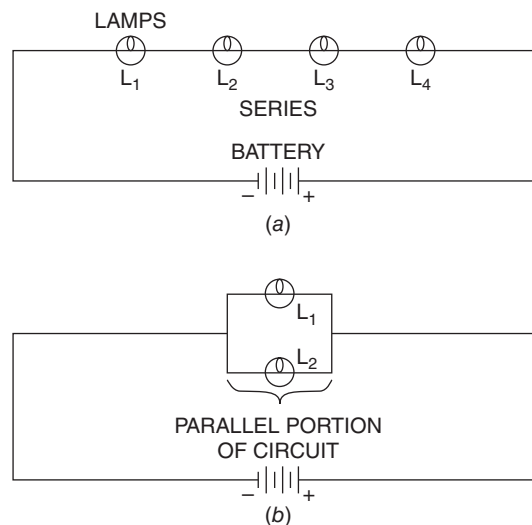 LAMPS
L₁ L₂ L₃ L₄
SERIES
BATTERY
– +
(a)
L₁
L₂
PARALLEL PORTION
OF CIRCUIT
– +
(b)